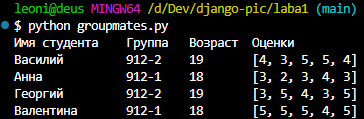 leoni@deus MINGW64 /d/Dev/django-pic/laba1 (main)
$ python groupmates.py
Имя студента Группа Возраст Оценки
Василий 912-2 19 [4, 3, 5, 5, 4]
Анна 912-1 18 [3, 2, 3, 4, 3]
Георгий 912-2 19 [3, 5, 4, 3, 5]
Валентина 912-1 18 [5, 5, 5, 4, 5]